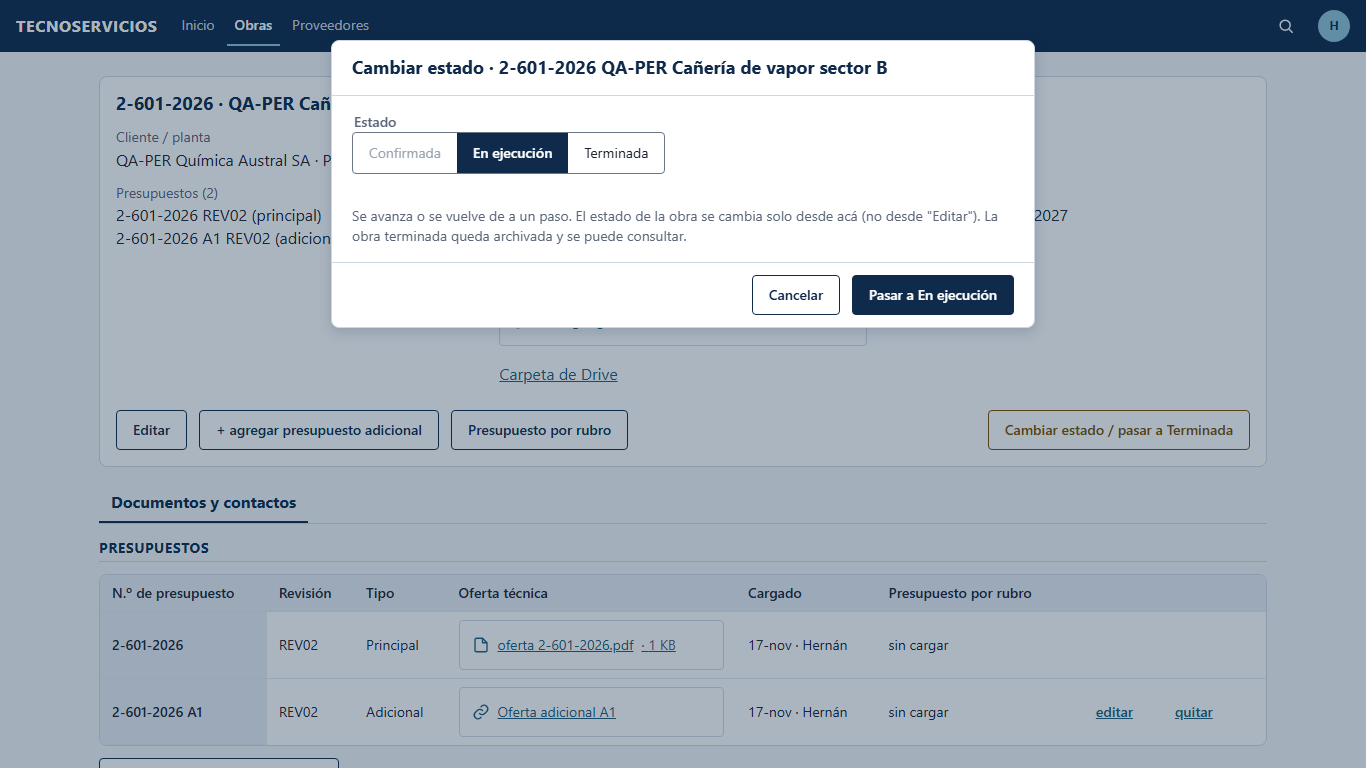 TECNOSERVICIOS Inicio Obras Proveedores H
Cambiar estado · 2-601-2026 QA-PER Cañería de vapor sector B
Estado
Confirmada En ejecución Terminada
Se avanza o se vuelve de a un paso. El estado de la obra se cambia solo desde acá (no desde "Editar"). La
obra terminada queda archivada y se puede consultar.
Cancelar Pasar a En ejecución
2-601-2026 · QA-PER Cañ
Cliente / planta
QA-PER Química Austral SA · P
Presupuestos (2)
2-601-2026 REV02 (principal) 2027
2-601-2026 A1 REV02 (adicion
Carpeta de Drive
Editar + agregar presupuesto adicional Presupuesto por rubro Cambiar estado / pasar a Terminada
Documentos y contactos
PRESUPUESTOS
N.º de presupuesto Revisión Tipo Oferta técnica Cargado Presupuesto por rubro
2-601-2026 REV02 Principal oferta 2-601-2026.pdf · 1 KB 17-nov · Hernán sin cargar
2-601-2026 A1 REV02 Adicional Oferta adicional A1 17-nov · Hernán sin cargar editar quitar